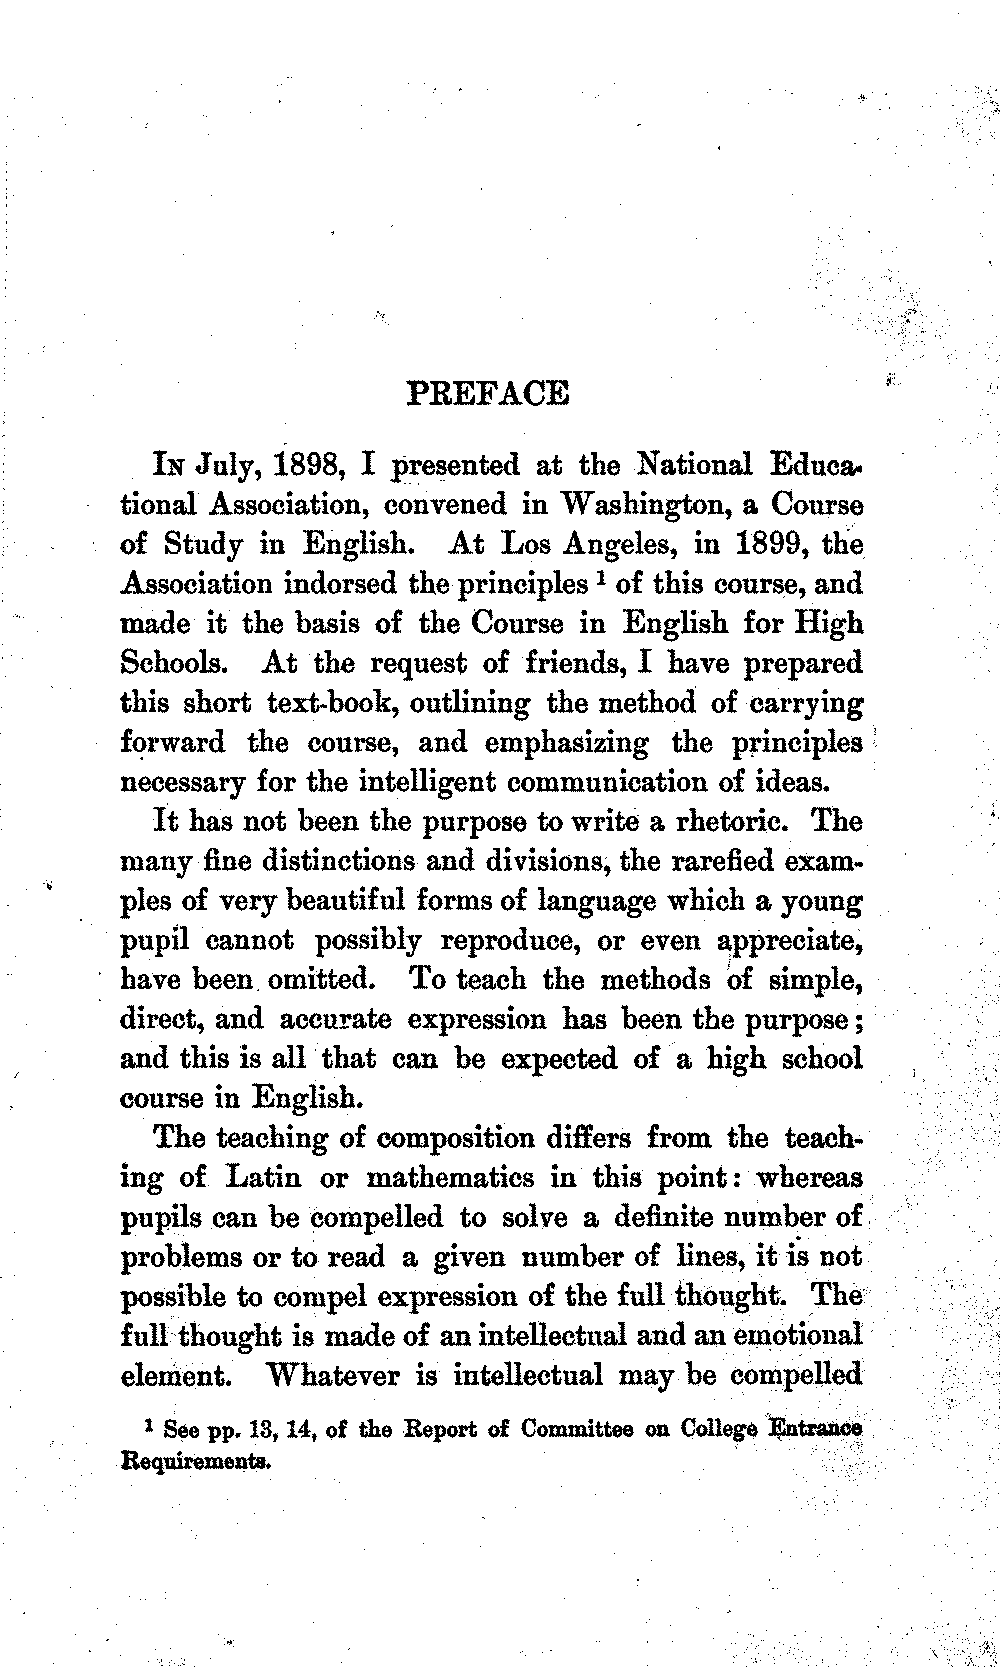 PREFACE
In July, 1898, I presented at the National Educa-
tional Association, convened in Washington, a Course
of Study in English. At Los Angeles, in 1899, the
Association indorsed the principles ¹ of this course, and
made it the basis of the Course in English for High
Schools. At the request of friends, I have prepared
this short text-book, outlining the method of carrying
forward the course, and emphasizing the principles
necessary for the intelligent communication of ideas.
It has not been the purpose to write a rhetoric. The
many fine distinctions and divisions, the rarefied exam-
ples of very beautiful forms of language which a young
pupil cannot possibly reproduce, or even appreciate,
have been omitted. To teach the methods of simple,
direct, and accurate expression has been the purpose;
and this is all that can be expected of a high school
course in English.
The teaching of composition differs from the teach-
ing of Latin or mathematics in this point: whereas
pupils can be compelled to solve a definite number of
problems or to read a given number of lines, it is not
possible to compel expression of the full thought. The
full thought is made of an intellectual and an emotional
element. Whatever is intellectual may be compelled
¹ See pp. 13, 14, of the Report of Committee on College Entrance
Requirements.